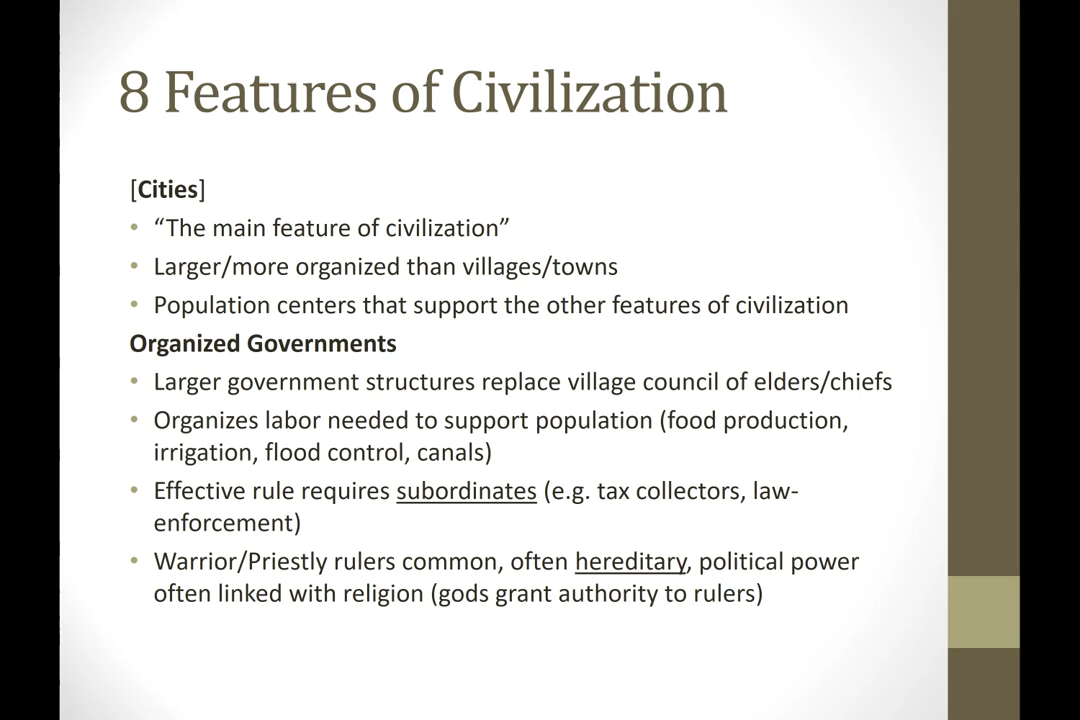 8 Features of Civilization
[Cities]
• “The main feature of civilization”
• Larger/more organized than villages/towns
• Population centers that support the other features of civilization
Organized Governments
• Larger government structures replace village council of elders/chiefs
• Organizes labor needed to support population (food production,
irrigation, flood control, canals)
• Effective rule requires subordinates (e.g. tax collectors, law-
enforcement)
• Warrior/Priestly rulers common, often hereditary, political power
often linked with religion (gods grant authority to rulers)